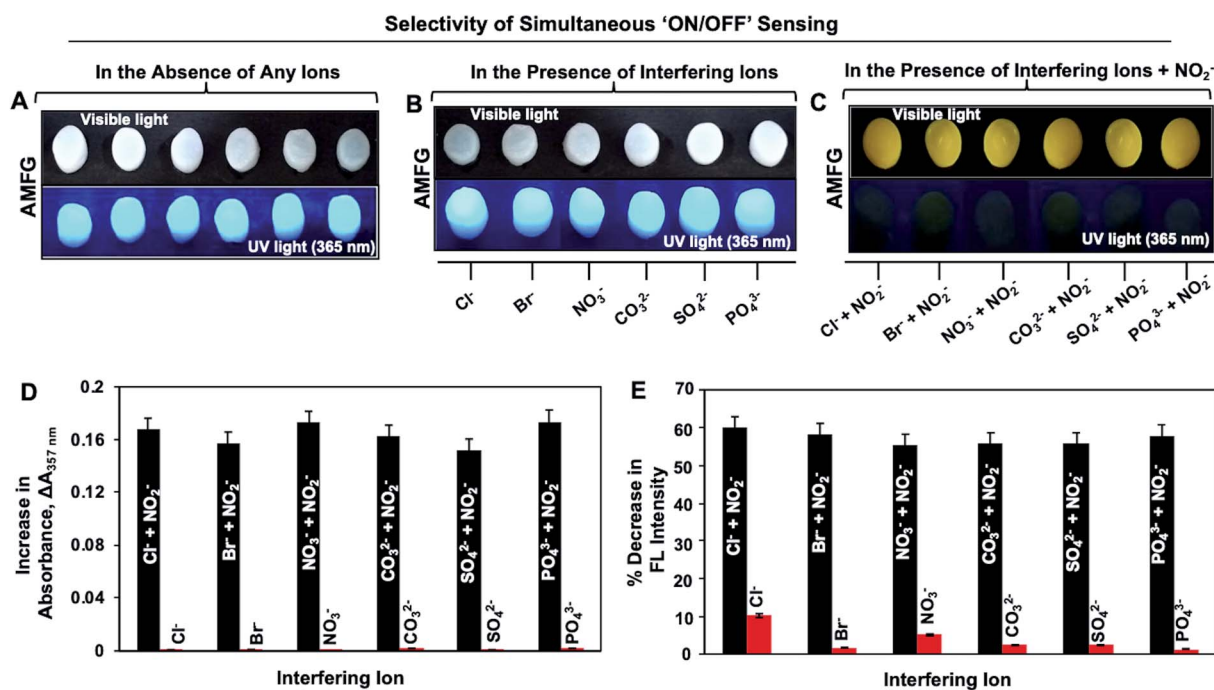 Selectivity of Simultaneous ‘ON/OFF’ Sensing
In the Absence of Any Ions
A
Visible light
AMFG
UV light (365 nm)
In the Presence of Interfering Ions
B
Visible light
AMFG
UV light (365 nm)
Cl⁻
Br⁻
NO₃⁻
CO₃²⁻
SO₄²⁻
PO₄³⁻
In the Presence of Interfering Ions + NO₂⁻
C
Visible light
AMFG
UV light (365 nm)
Cl⁻ + NO₂⁻
Br⁻ + NO₂⁻
NO₃⁻ + NO₂⁻
CO₃²⁻ + NO₂⁻
SO₄²⁻ + NO₂⁻
PO₄³⁻ + NO₂⁻
D
Increase in
Absorbance, ΔA₃₅₇ ₙₘ
0.2
0.16
0.12
0.08
0.04
0
Cl⁻ + NO₂⁻
Cl⁻
Br⁻ + NO₂⁻
Br⁻
NO₃⁻ + NO₂⁻
NO₃⁻
CO₃²⁻ + NO₂⁻
CO₃²⁻
SO₄²⁻ + NO₂⁻
SO₄²⁻
PO₄³⁻ + NO₂⁻
PO₄³⁻
Interfering Ion
E
% Decrease in
FL Intensity
70
60
50
40
30
20
10
0
Cl⁻ + NO₂⁻
Cl⁻
Br⁻ + NO₂⁻
Br⁻
NO₃⁻ + NO₂⁻
NO₃⁻
CO₃²⁻ + NO₂⁻
CO₃²⁻
SO₄²⁻ + NO₂⁻
SO₄²⁻
PO₄³⁻ + NO₂⁻
PO₄³⁻
Interfering Ion